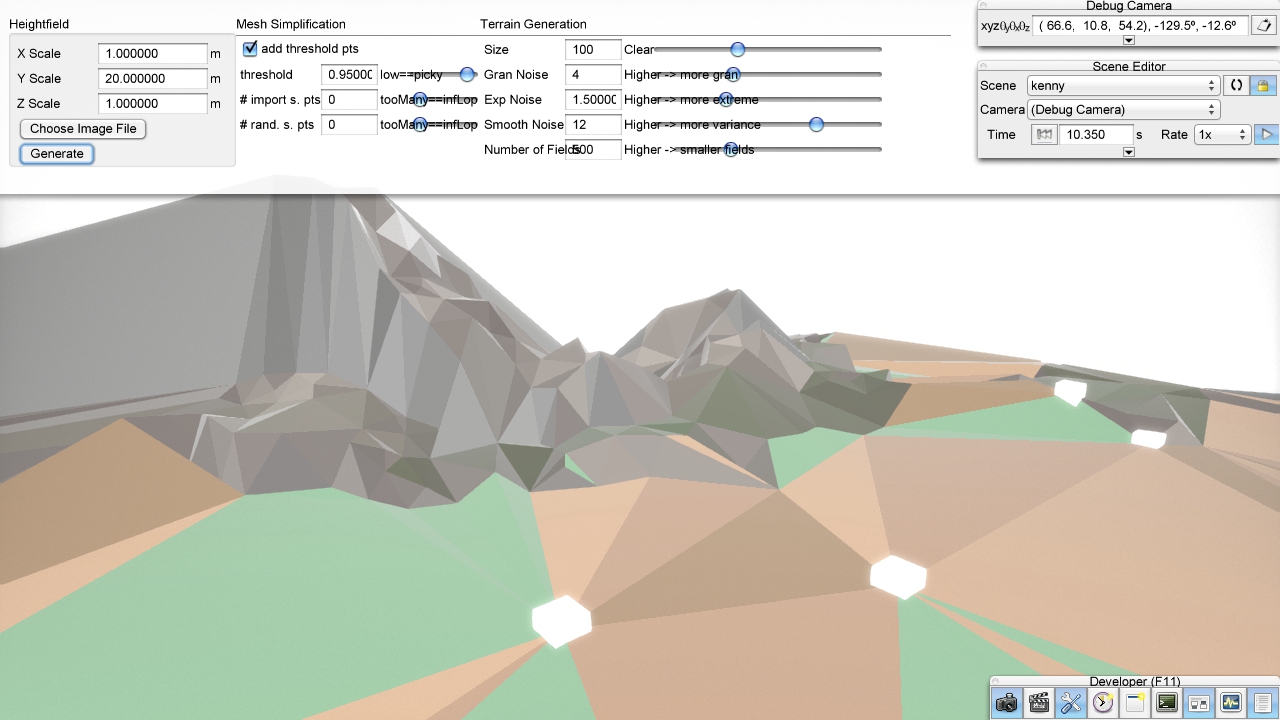 Heightfield
X Scale 1.000000 m
Y Scale 20.000000 m
Z Scale 1.000000 m
Choose Image File
Generate
Mesh Simplification
add threshold pts
threshold 0.9500 low==picky
# import s. pts 0 tooMany==infLop
# rand. s. pts 0 tooMany==infLop
Terrain Generation
Size 100 Clear
Gran Noise 4 Higher -> more gran
Exp Noise 1.5000 Higher -> more extreme
Smooth Noise 12 Higher -> more variance
Number of Fields 500 Higher -> smaller fields
Debug Camera
xyz ( 66.6, 10.8, 54.2), -129.5º, -12.6º
Scene Editor
Scene kenny
Camera (Debug Camera)
Time 10.350 s Rate 1x
Developer (F11)